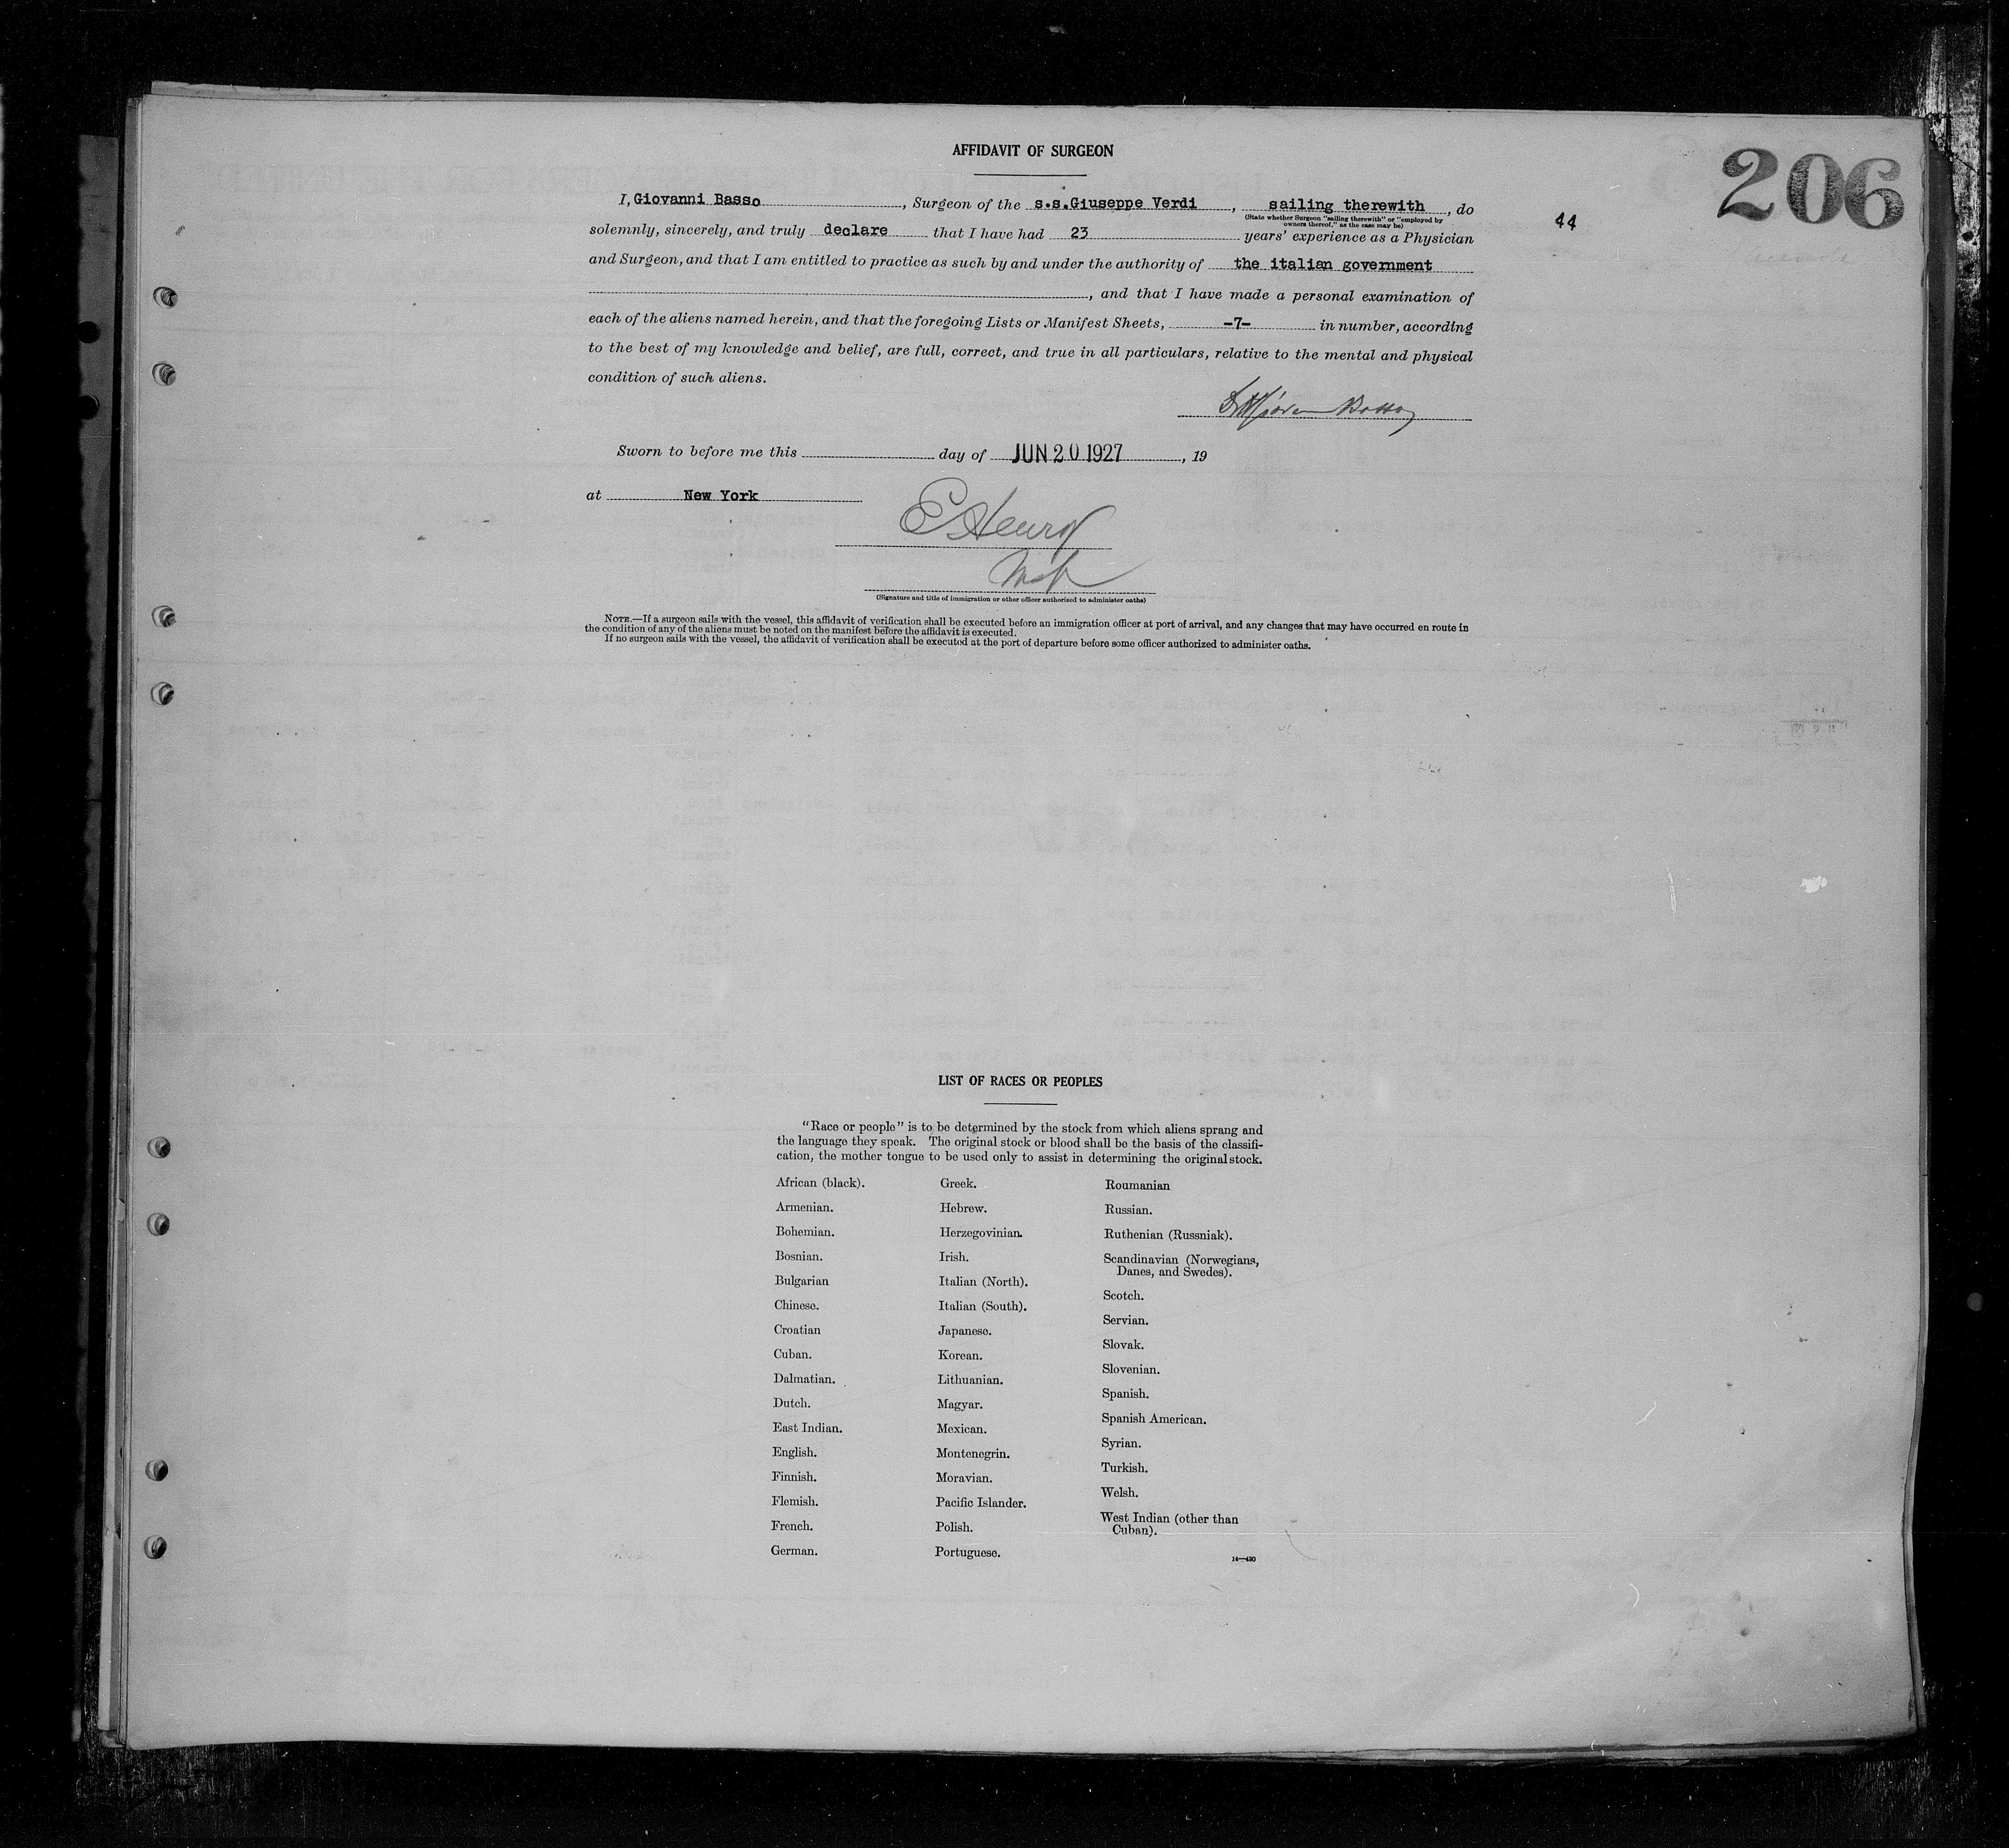 206
AFFIDAVIT OF SURGEON
44
I, Giovanni Basso, Surgeon of the s.s.Giuseppe Verdi, sailing therewith, do
(State whether Surgeon "sailing therewith" or "employed by
owners thereof," as the case may be)
solemnly, sincerely, and truly declare that I have had 23 years' experience as a Physician
and Surgeon, and that I am entitled to practice as such by and under the authority of the italian government
, and that I have made a personal examination of
each of the aliens named herein, and that the foregoing Lists or Manifest Sheets, -7- in number, according
to the best of my knowledge and belief, are full, correct, and true in all particulars, relative to the mental and physical
condition of such aliens.
Basso
Sworn to before me this day of JUN 20 1927, 19
at New York
E Henry
Insp
(Signature and title of immigration or other officer authorized to administer oaths)
NOTE.—If a surgeon sails with the vessel, this affidavit of verification shall be executed before an immigration officer at port of arrival, and any changes that may have occurred en route in
the condition of any of the aliens must be noted on the manifest before the affidavit is executed.
If no surgeon sails with the vessel, the affidavit of verification shall be executed at the port of departure before some officer authorized to administer oaths.
LIST OF RACES OR PEOPLES
"Race or people" is to be determined by the stock from which aliens sprang and
the language they speak. The original stock or blood shall be the basis of the classifi-
cation, the mother tongue to be used only to assist in determining the original stock.
African (black).
Armenian.
Bohemian.
Bosnian.
Bulgarian
Chinese.
Croatian
Cuban.
Dalmatian.
Dutch.
East Indian.
English.
Finnish.
Flemish.
French.
German.
Greek.
Hebrew.
Herzegovinian.
Irish.
Italian (North).
Italian (South).
Japanese.
Korean.
Lithuanian.
Magyar.
Mexican.
Montenegrin.
Moravian.
Pacific Islander.
Polish.
Portuguese.
Roumanian
Russian.
Ruthenian (Russniak).
Scandinavian (Norwegians,
Danes, and Swedes).
Scotch.
Servian.
Slovak.
Slovenian.
Spanish.
Spanish American.
Syrian.
Turkish.
Welsh.
West Indian (other than
Cuban).
14—430